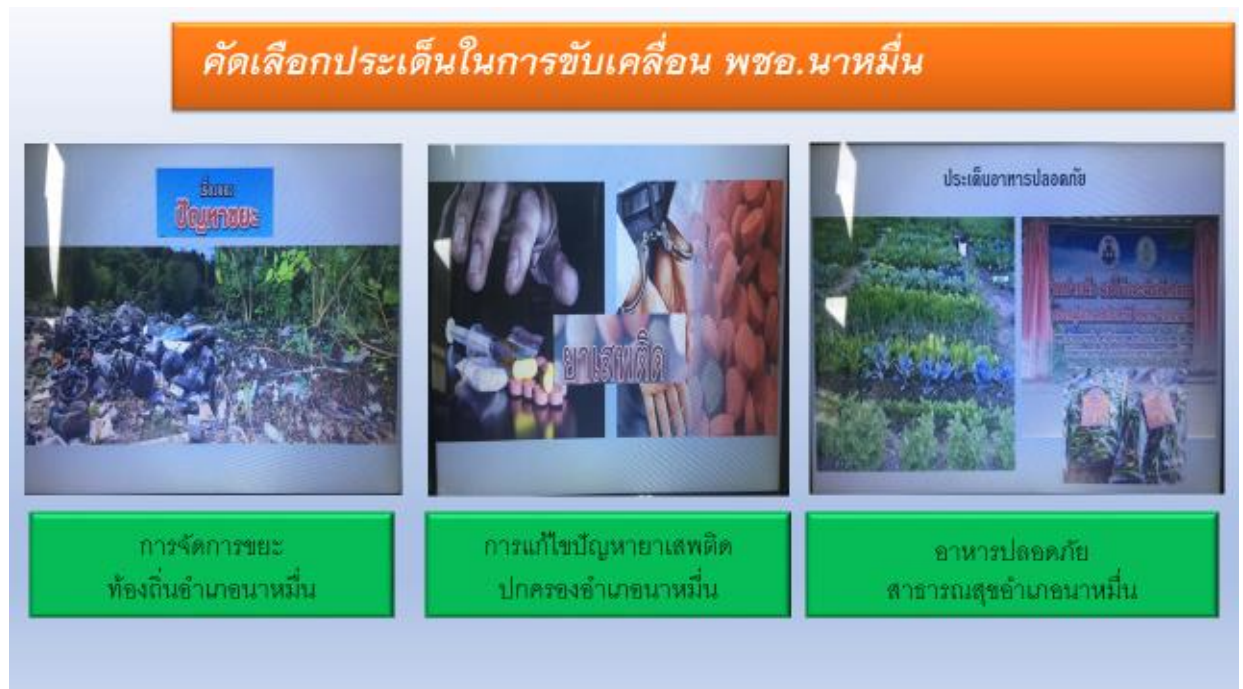 คัดเลือกประเด็นในการขับเคลื่อน พชอ.นาหมื่น
ปัญหาขยะ
ยาเสพติด
ประเด็นอาหารปลอดภัย
การจัดการขยะ
ท้องถิ่นอำเภอนาหมื่น
การแก้ไขปัญหายาเสพติด
ปกครองอำเภอนาหมื่น
อาหารปลอดภัย
สาธารณสุขอำเภอนาหมื่น